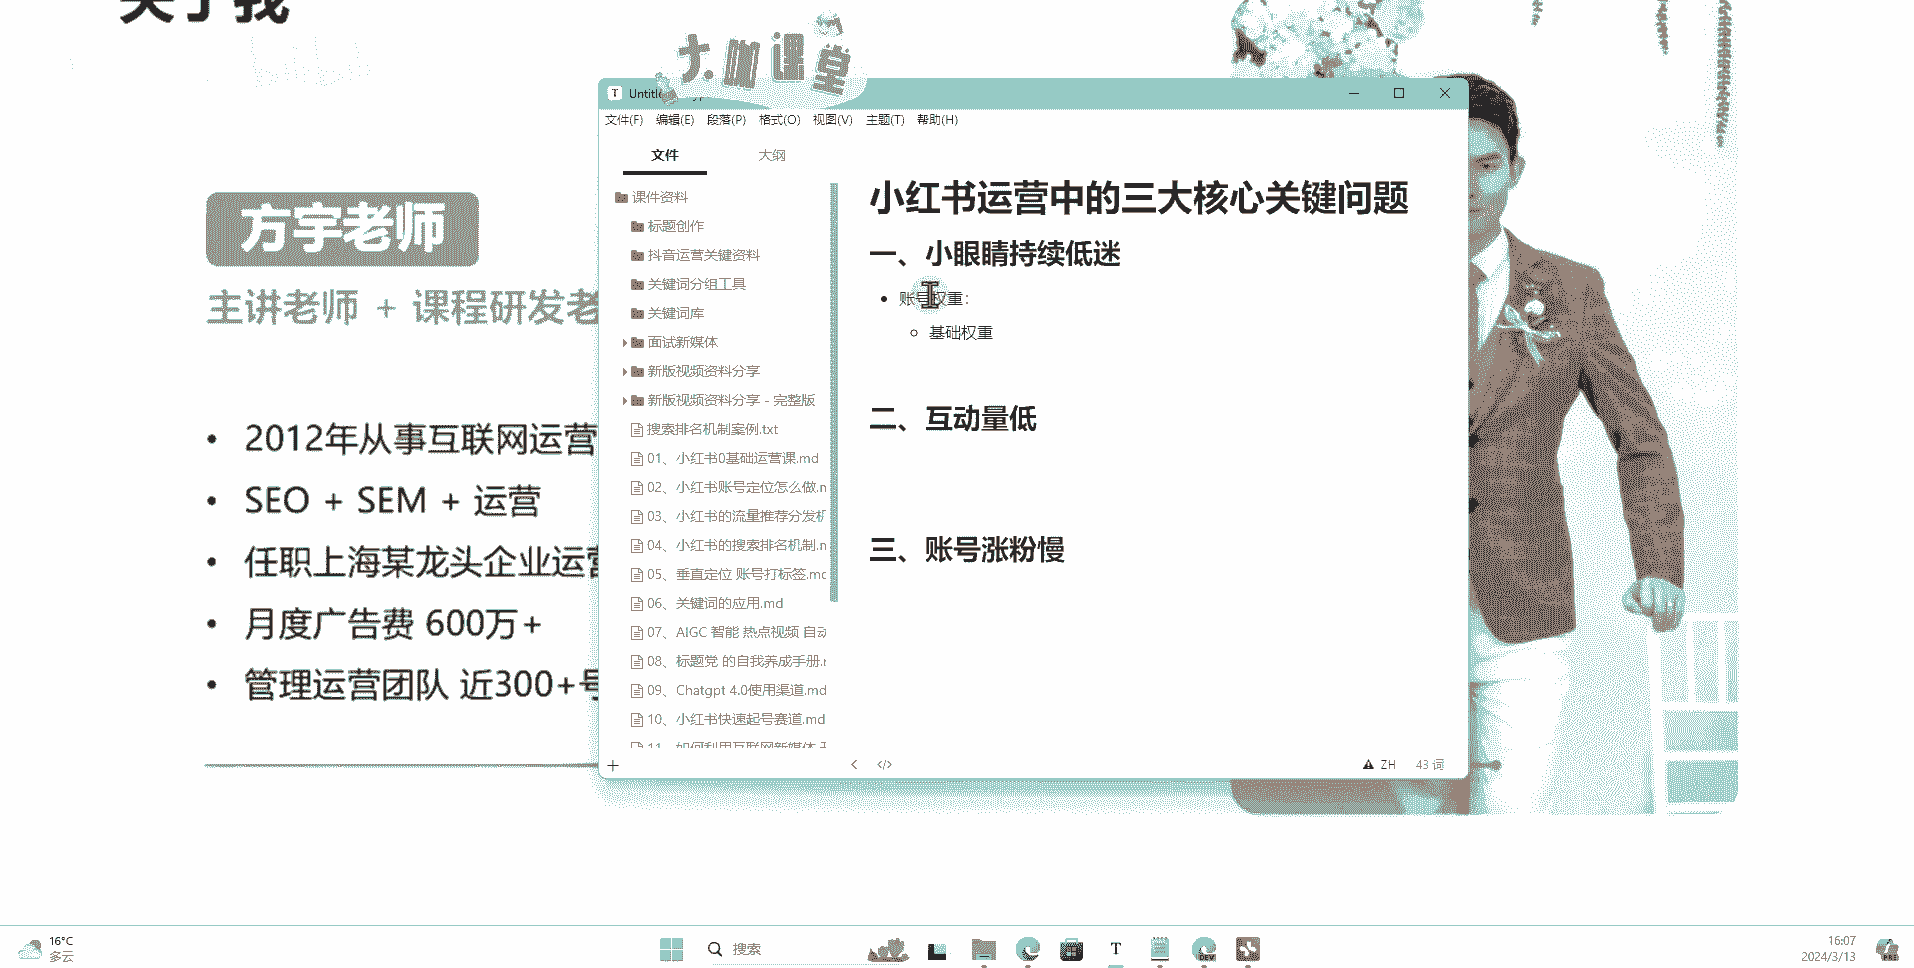 关于我
bilibili
大咖课堂
方宇老师
主讲老师 + 课程研发老
• 2012年从事互联网运营
• SEO + SEM + 运营
• 任职上海某龙头企业运营
• 月度广告费 600万+
• 管理运营团队 近300+号
文件(F) 编辑(E) 段落(P) 格式(O) 视图(V) 主题(T) 帮助(H)
文件 大纲
课件资料
标题创作
抖音运营关键资料
关键词分组工具
关键词库
面试新媒体
新版视频资料分享
新版视频资料分享 - 完整版
搜索排名机制案例.txt
01、小红书0基础运营课.md
02、小红书账号定位怎么做.m
03、小红书的流量推荐分发机
04、小红书的搜索排名机制.m
05、垂直定位 账号打标签.md
06、关键词的应用.md
07、AIGC 智能 热点视频 自动
08、标题党 的自我养成手册.m
09、Chatgpt 4.0使用渠道.md
10、小红书快速起号赛道.md
11、如何利用互联网新媒体
小红书运营中的三大核心关键问题
一、小眼睛持续低迷
• 账号权重：
基础权重
二、互动量低
三、账号涨粉慢
ZH 43 词
16°C
多云
搜索
16:07
2024/3/13